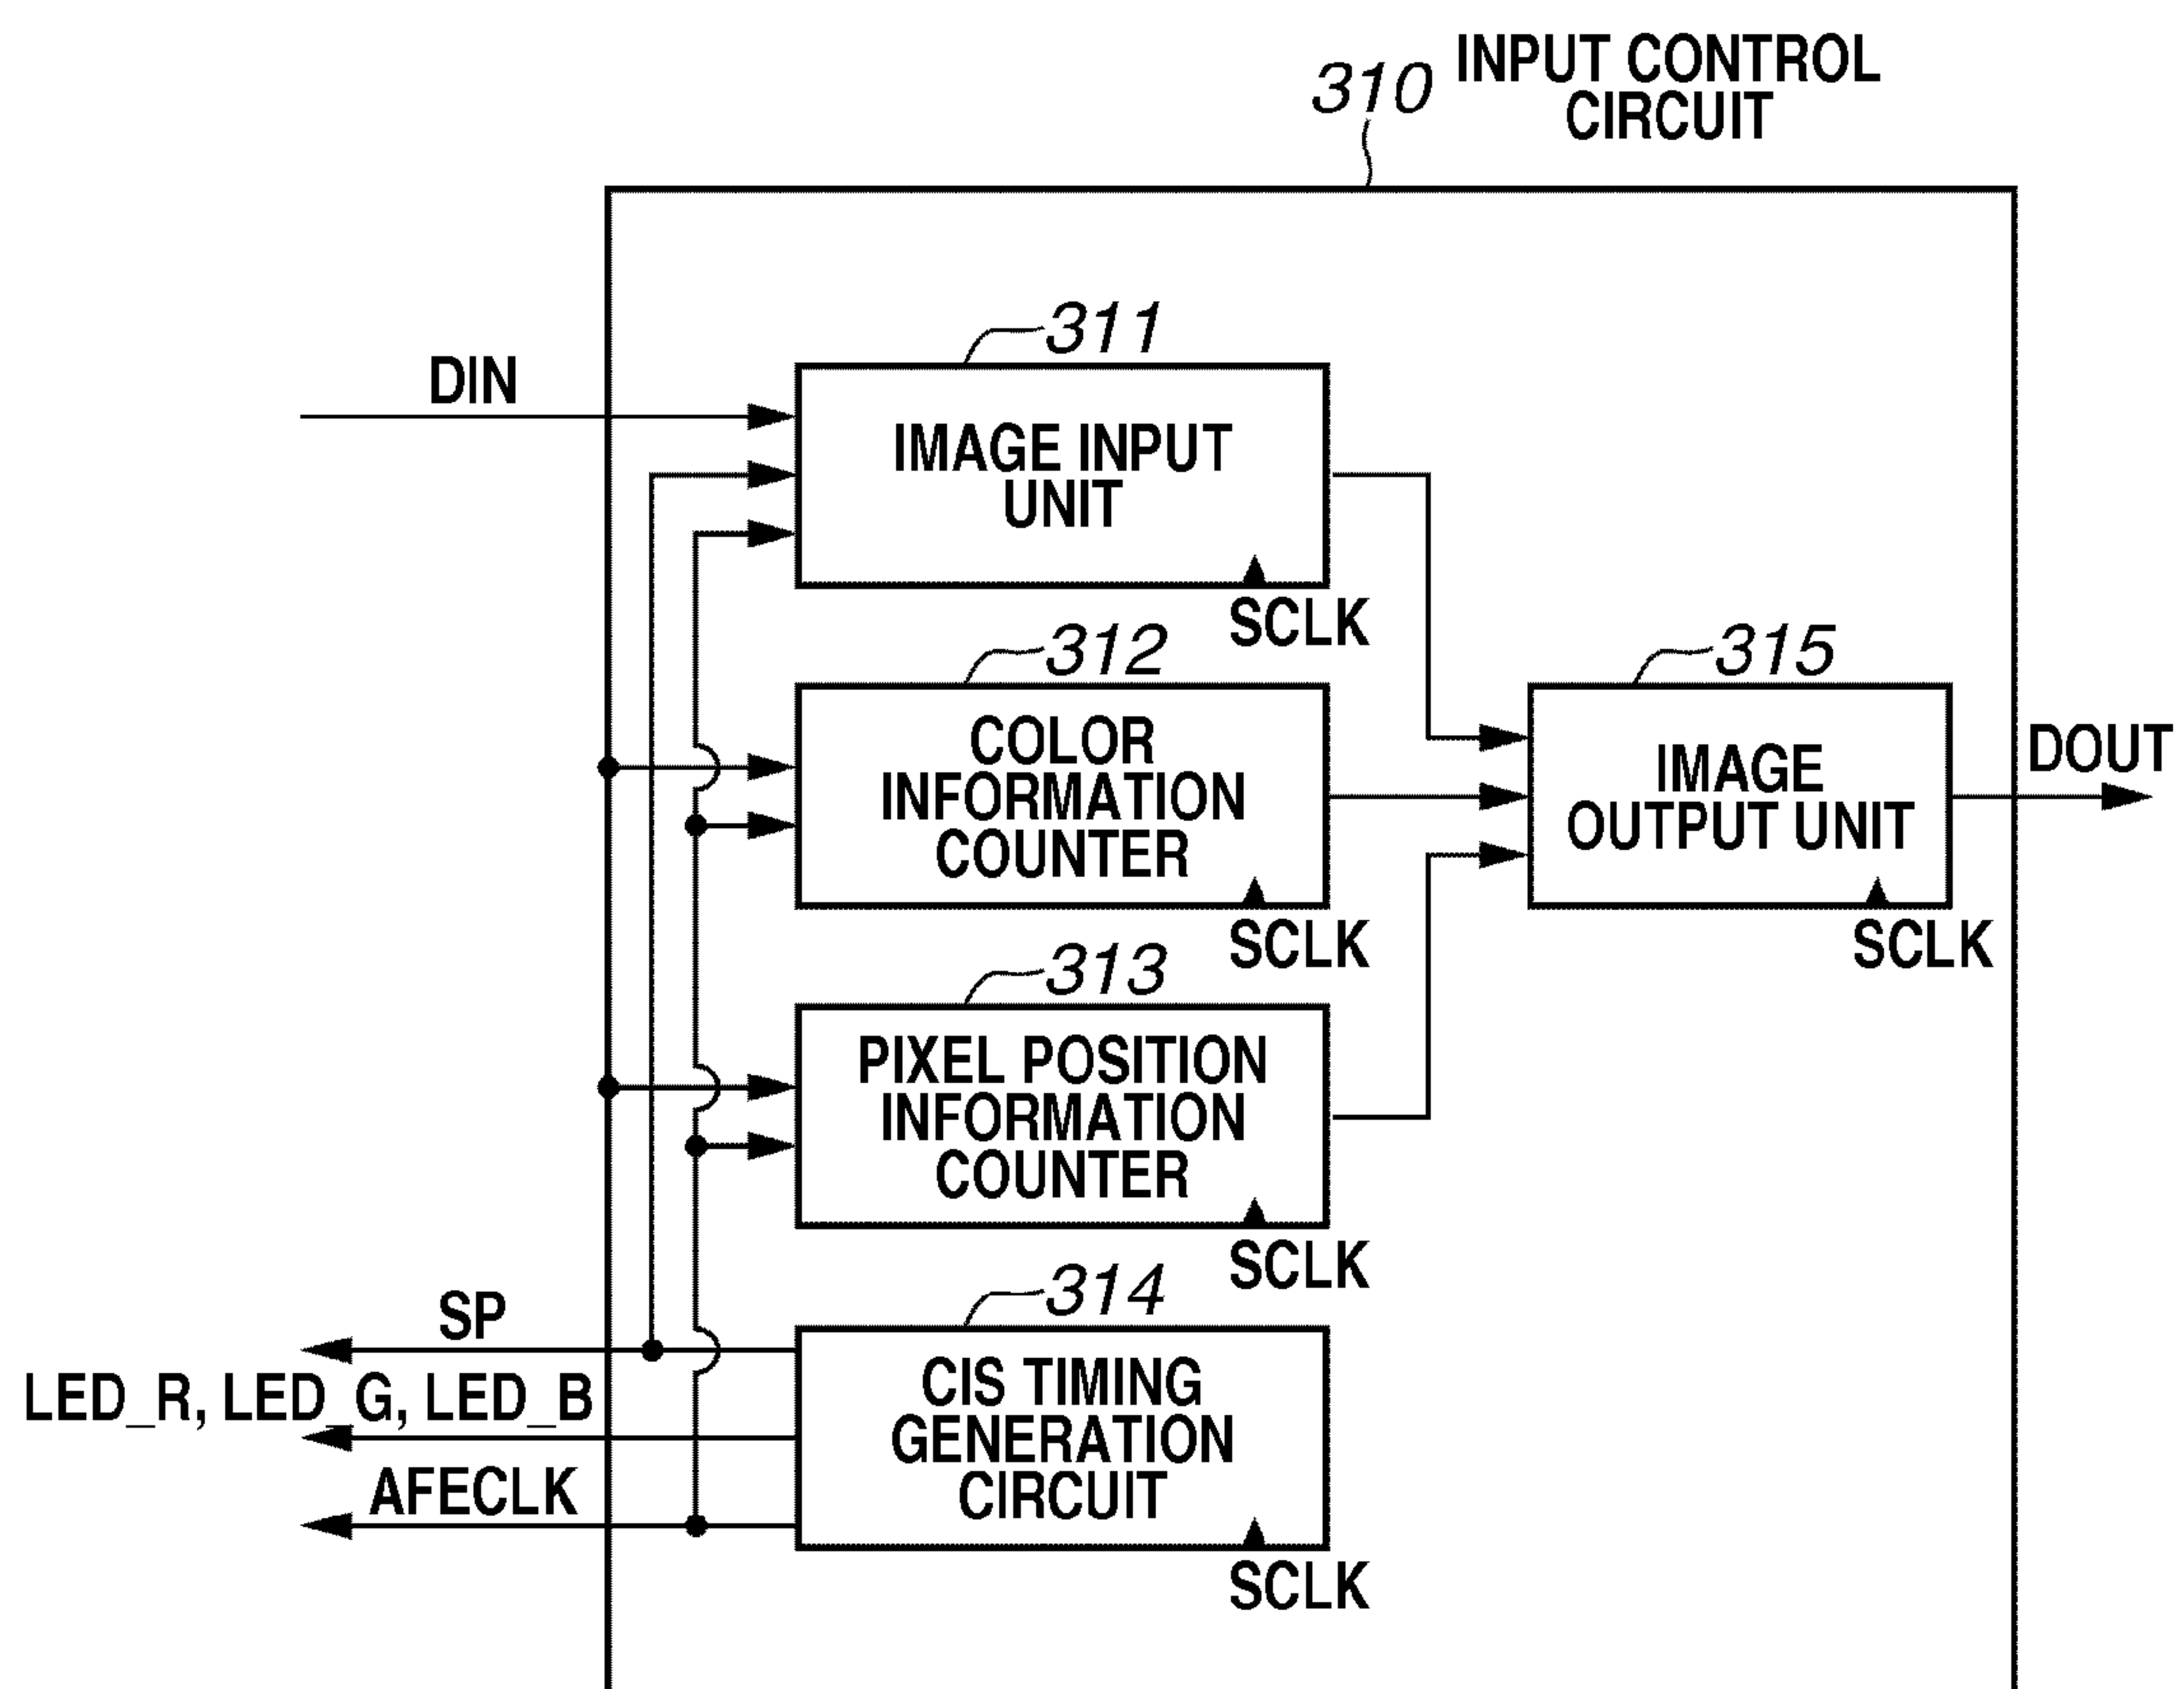 310
INPUT CONTROL
CIRCUIT
311
DIN
IMAGE INPUT
UNIT
SCLK
312
COLOR
INFORMATION
COUNTER
SCLK
315
IMAGE
OUTPUT UNIT
DOUT
SCLK
313
PIXEL POSITION
INFORMATION
COUNTER
SCLK
314
SP
LED_R, LED_G, LED_B
AFECLK
CIS TIMING
GENERATION
CIRCUIT
SCLK